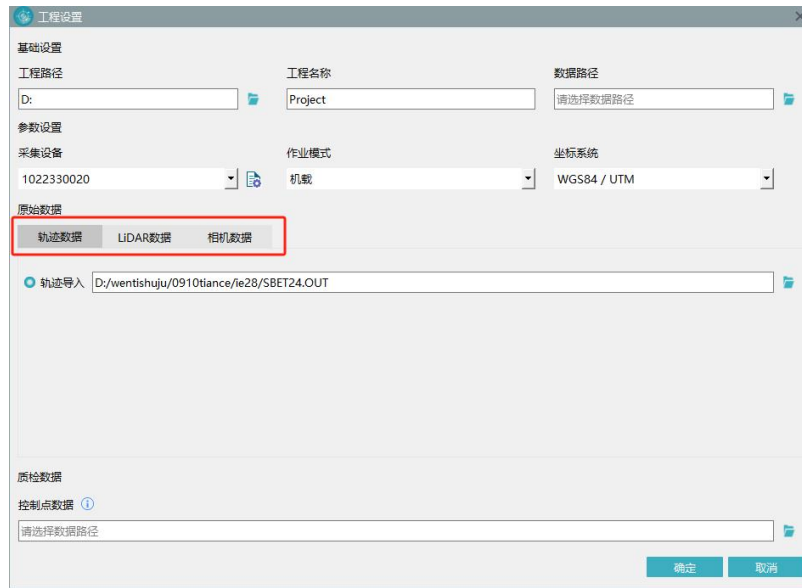 工程设置
基础设置
工程路径 工程名称 数据路径
D: Project 请选择数据路径
参数设置
采集设备 作业模式 坐标系统
1022330020 机载 WGS84 / UTM
原始数据
轨迹数据 LiDAR数据 相机数据
轨迹导入 D:/wentishuju/0910tiance/ie28/SBET24.OUT
质检数据
控制点数据
请选择数据路径
确定 取消